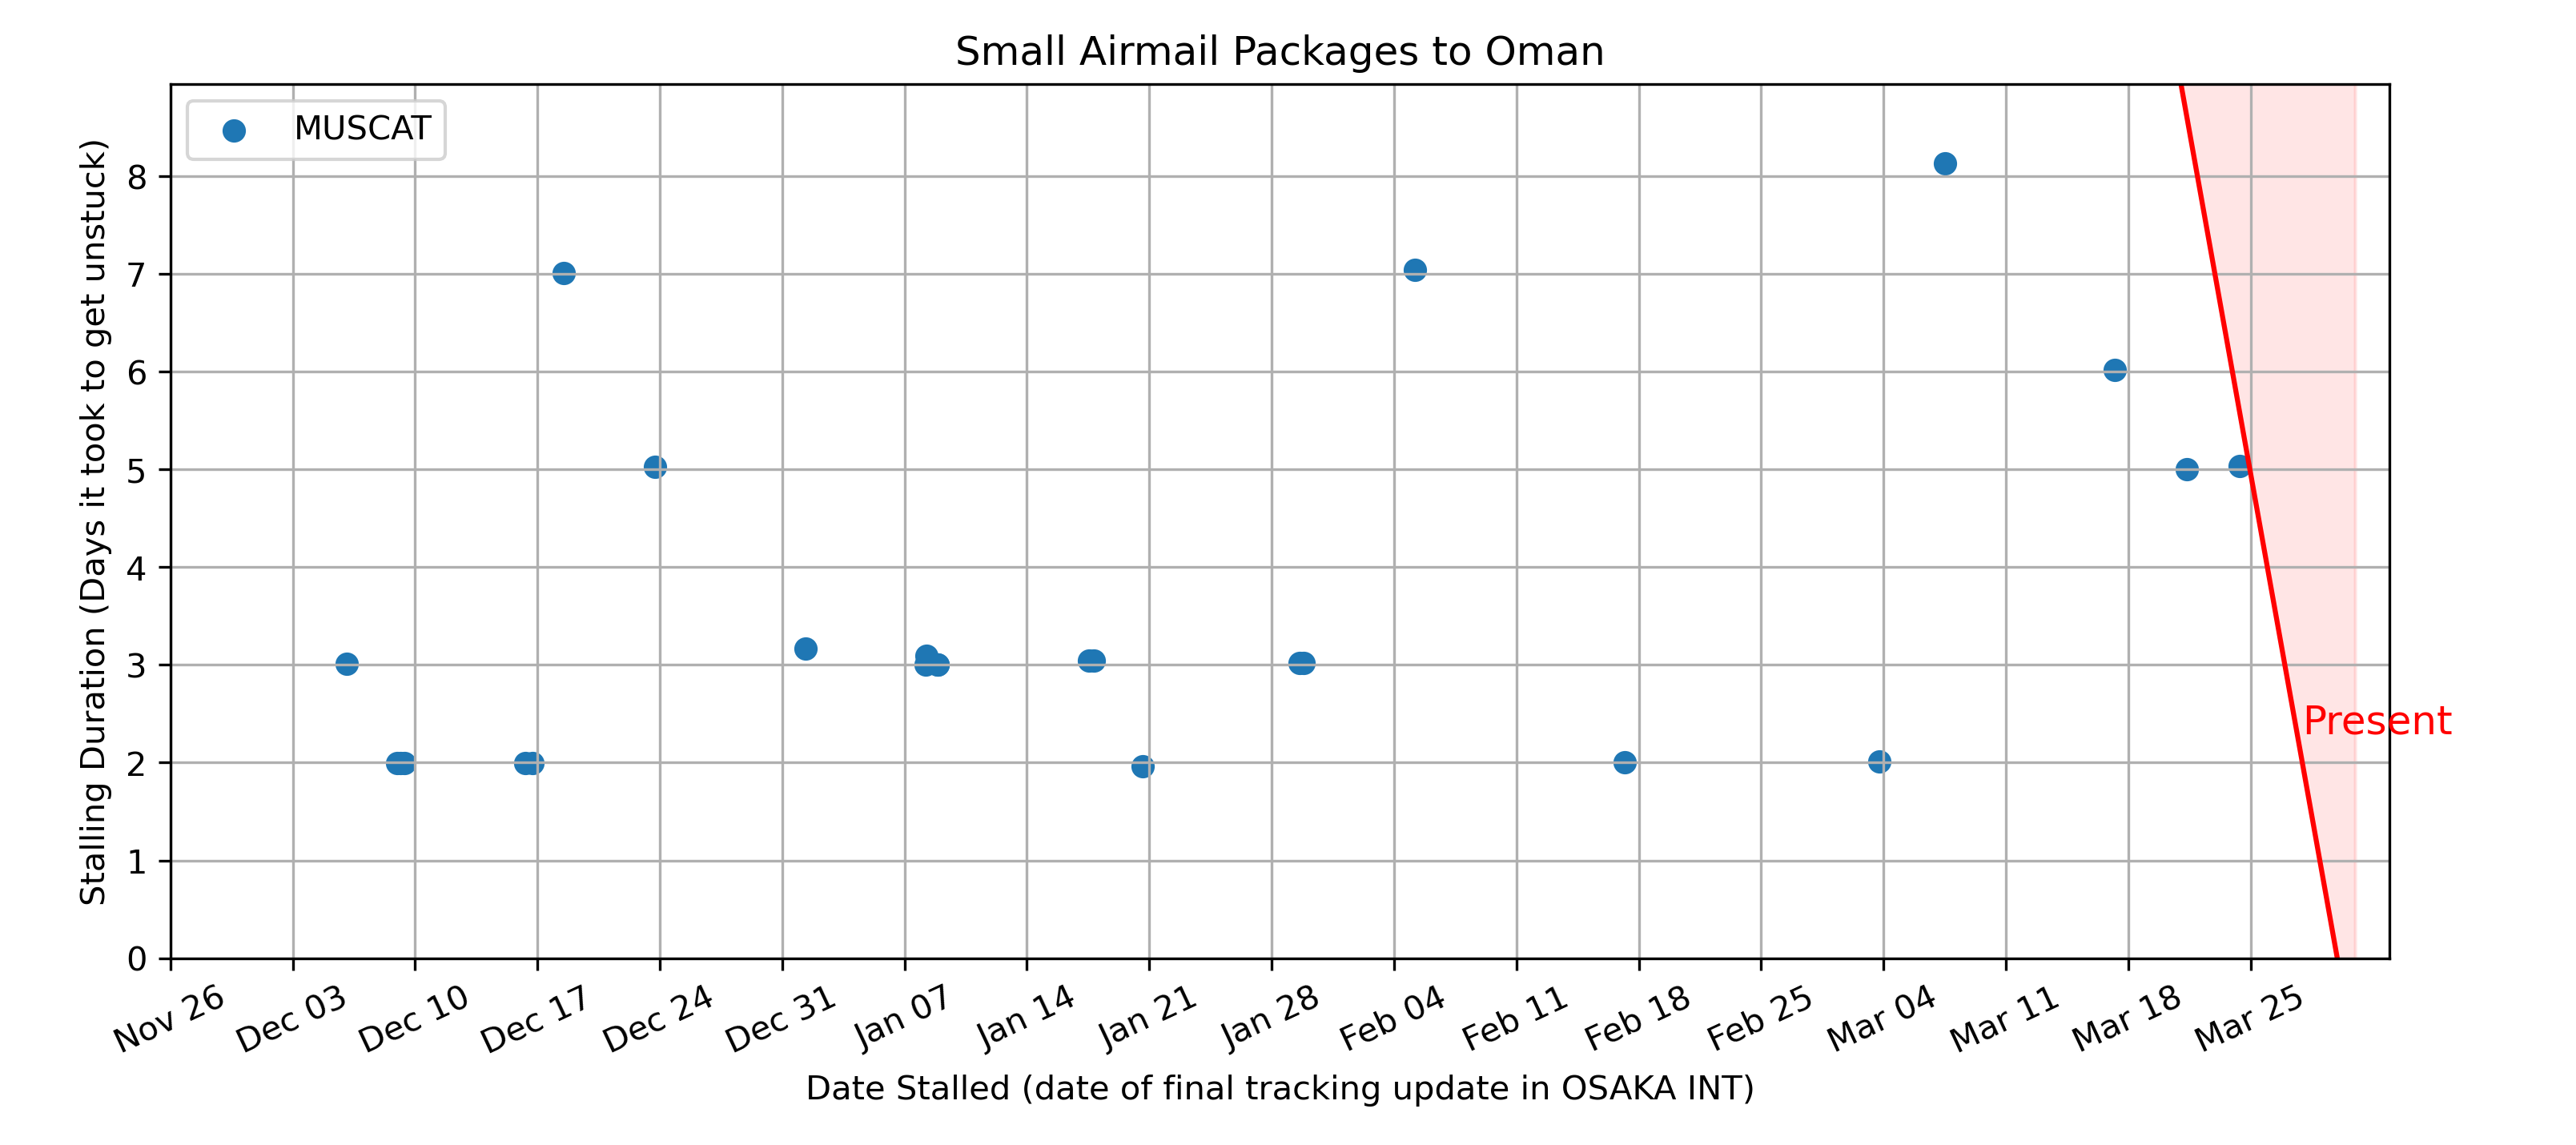 Small Airmail Packages to Oman
MUSCAT
Stalling Duration (Days it took to get unstuck)
8
7
6
5
4
3
2
1
0
Present
Nov 26
Dec 03
Dec 10
Dec 17
Dec 24
Dec 31
Jan 07
Jan 14
Jan 21
Jan 28
Feb 04
Feb 11
Feb 18
Feb 25
Mar 04
Mar 11
Mar 18
Mar 25
Date Stalled (date of final tracking update in OSAKA INT)